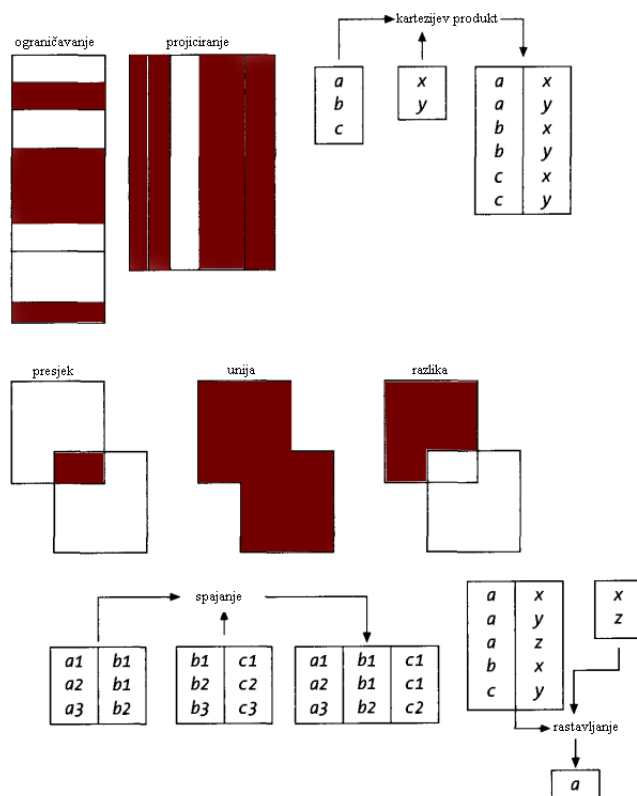 ograničavanje
projiciranje
kartezijev produkt
a
b
c
x
y
a x
a y
b x
b y
c x
c y
presjek
unija
razlika
spajanje
a1 b1
a2 b1
a3 b2
b1 c1
b2 c2
b3 c3
a1 b1 c1
a2 b1 c1
a3 b2 c2
a x
a y
a z
b x
c y
x
z
rastavljanje
a